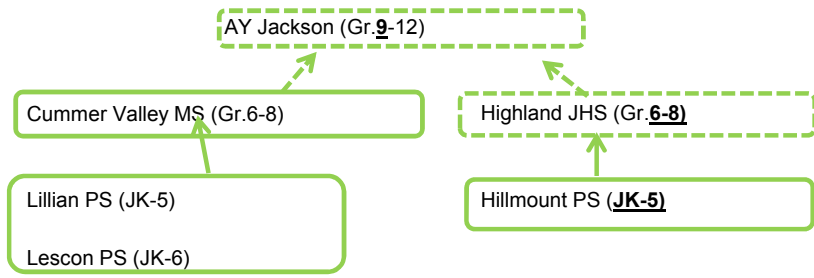 AY Jackson (Gr.9-12)
Cummer Valley MS (Gr.6-8)
Highland JHS (Gr.6-8)
Lillian PS (JK-5)
Hillmount PS (JK-5)
Lescon PS (JK-6)